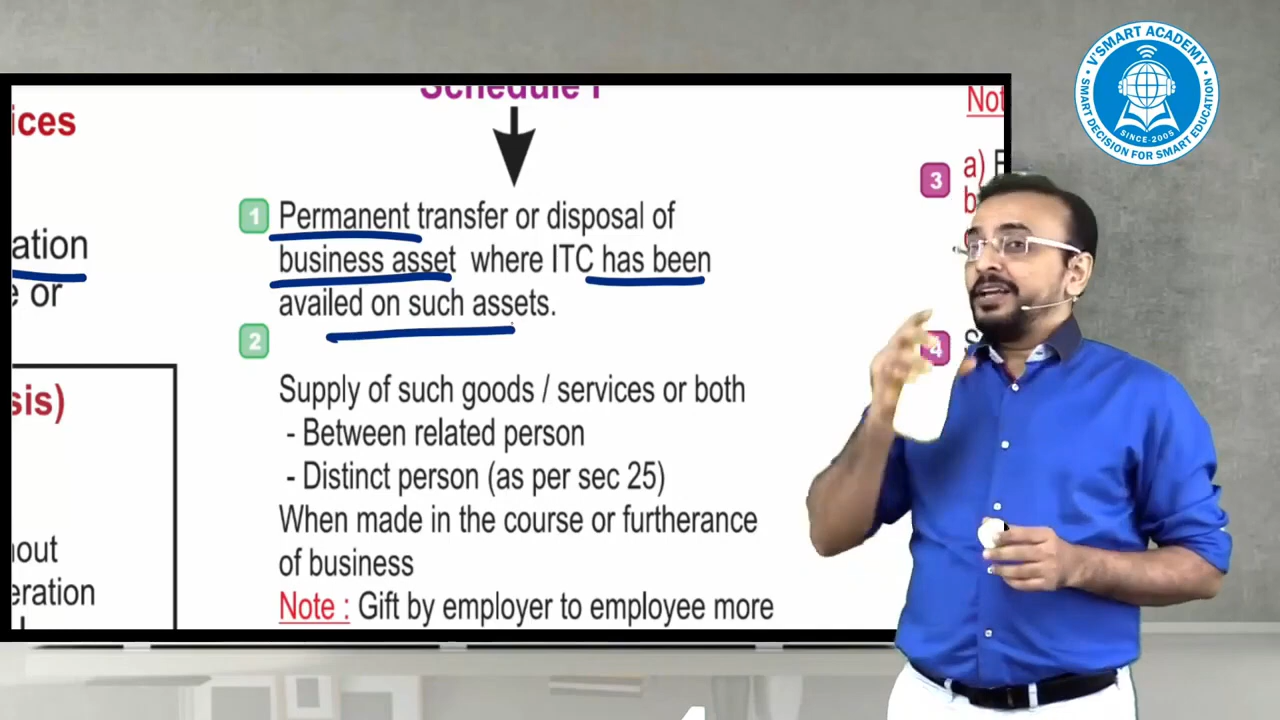 Schedule I
ices
ation
e or
sis)
out
eration
1
Permanent transfer or disposal of
business asset where ITC has been
availed on such assets.
2
Supply of such goods / services or both
- Between related person
- Distinct person (as per sec 25)
When made in the course or furtherance
of business
Note : Gift by employer to employee more
Not
3
a)
b
4
V'SMART ACADEMY
SINCE-2005
SMART DECISION FOR SMART EDUCATION